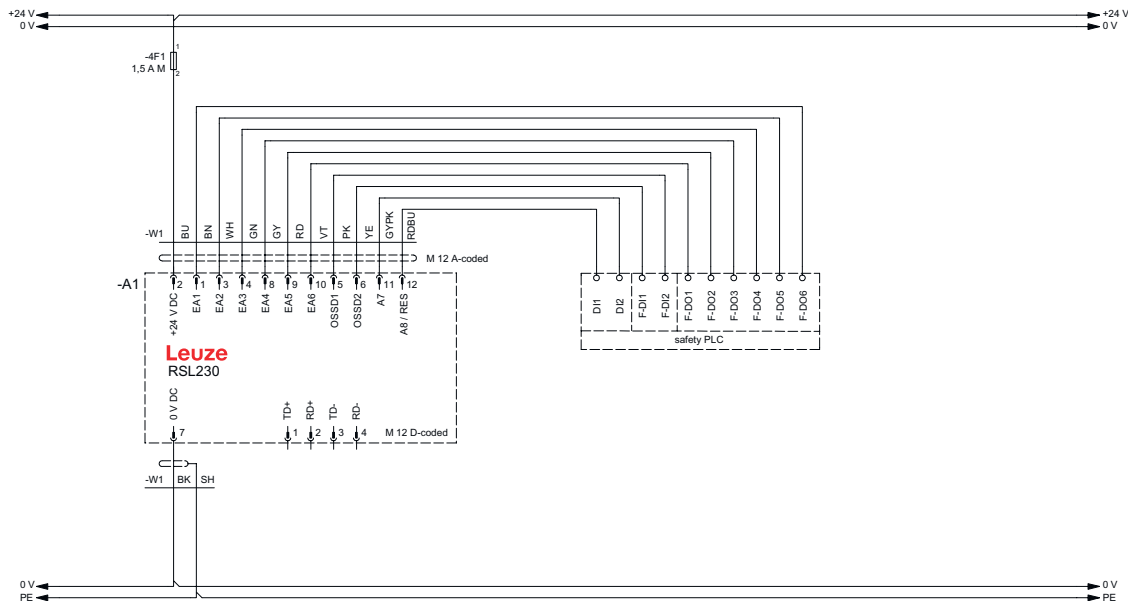 +24 V
+24 V
0 V
0 V
-4F1
1
1,5 A M
2
-W1
BU
BN
WH
GN
GY
RD
VT
PK
YE
GYPK
RDBU
M 12 A-coded
-A1
2
1
3
4
8
9
10
5
6
11
12
+24 V DC
EA1
EA2
EA3
EA4
EA5
EA6
OSSD1
OSSD2
A7
A8 / RES
DI1
DI2
F-DI1
F-DI2
F-DO1
F-DO2
F-DO3
F-DO4
F-DO5
F-DO6
safety PLC
Leuze
RSL230
0 V DC
TD+
RD+
TD-
RD-
7
1
2
3
4
M 12 D-coded
-W1
BK
SH
0 V
0 V
PE
PE